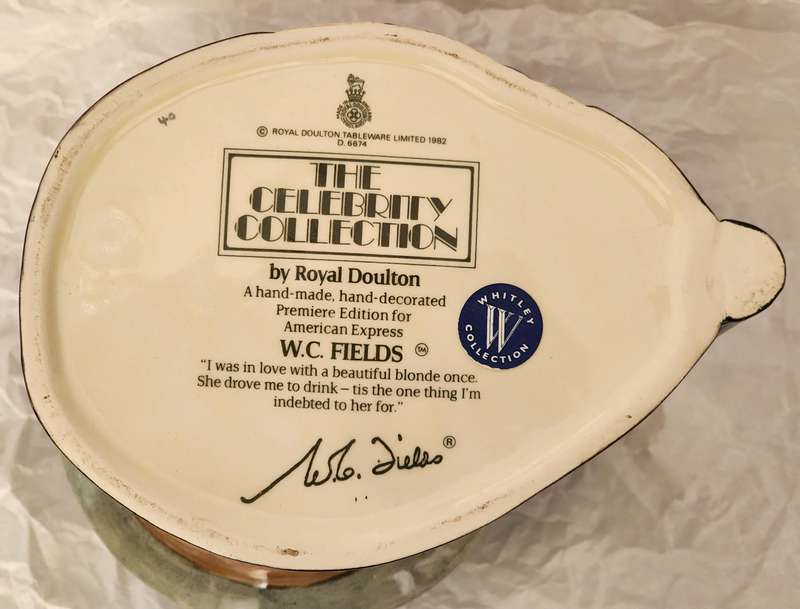 40
© ROYAL DOULTON TABLEWARE LIMITED 1982
D. 6674
THE
CELEBRITY
COLLECTION
by Royal Doulton
A hand-made, hand-decorated
Premiere Edition for
American Express
W.C. FIELDS ™
"I was in love with a beautiful blonde once.
She drove me to drink – tis the one thing I'm
indebted to her for."
W.C. Fields ®
WHITLEY
W
COLLECTION